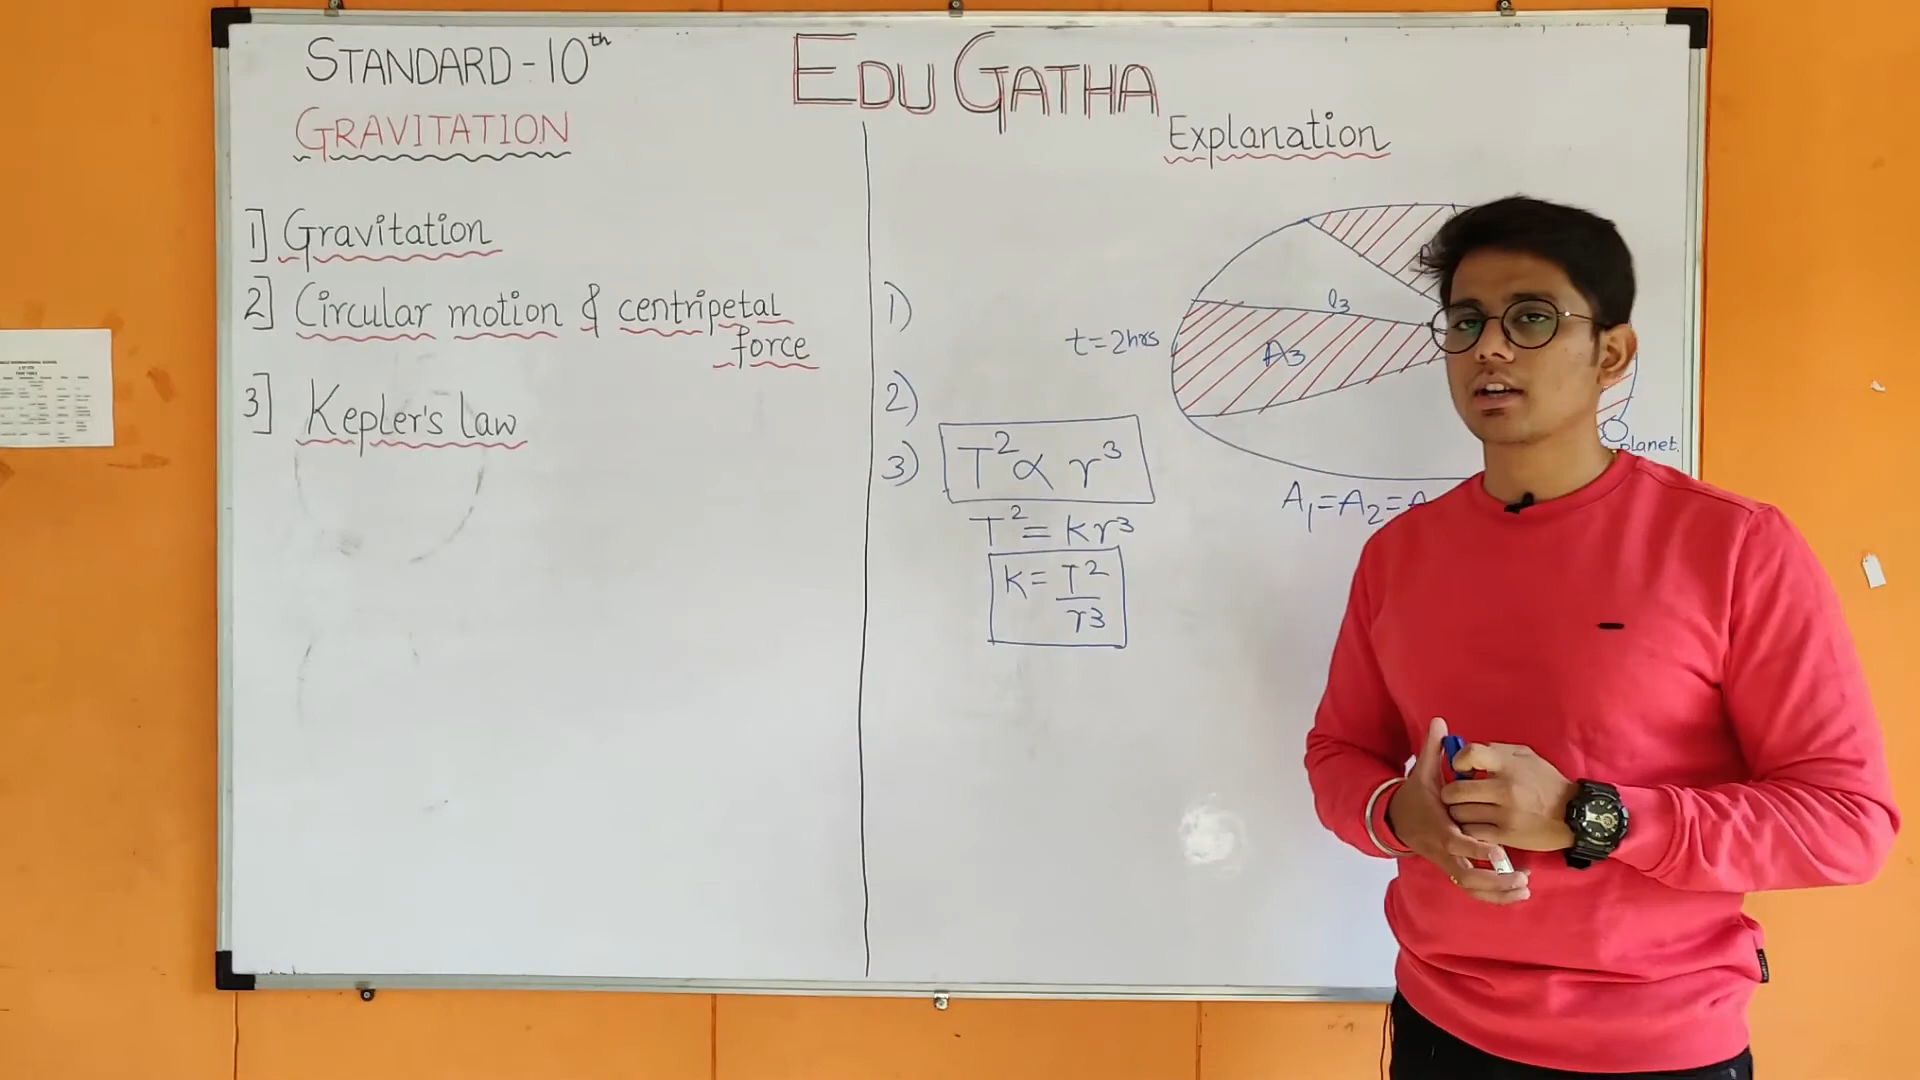 STANDARD-10th
EDU GATHA
GRAVITATION
Explanation
1] Gravitation
2] Circular motion & centripetal
force
3] Kepler's law
1)
2)
3) T² ∝ r³
T² = Kr³
K = T²
r³
l3
t=2hrs
A3
planet.
A₁=A₂=